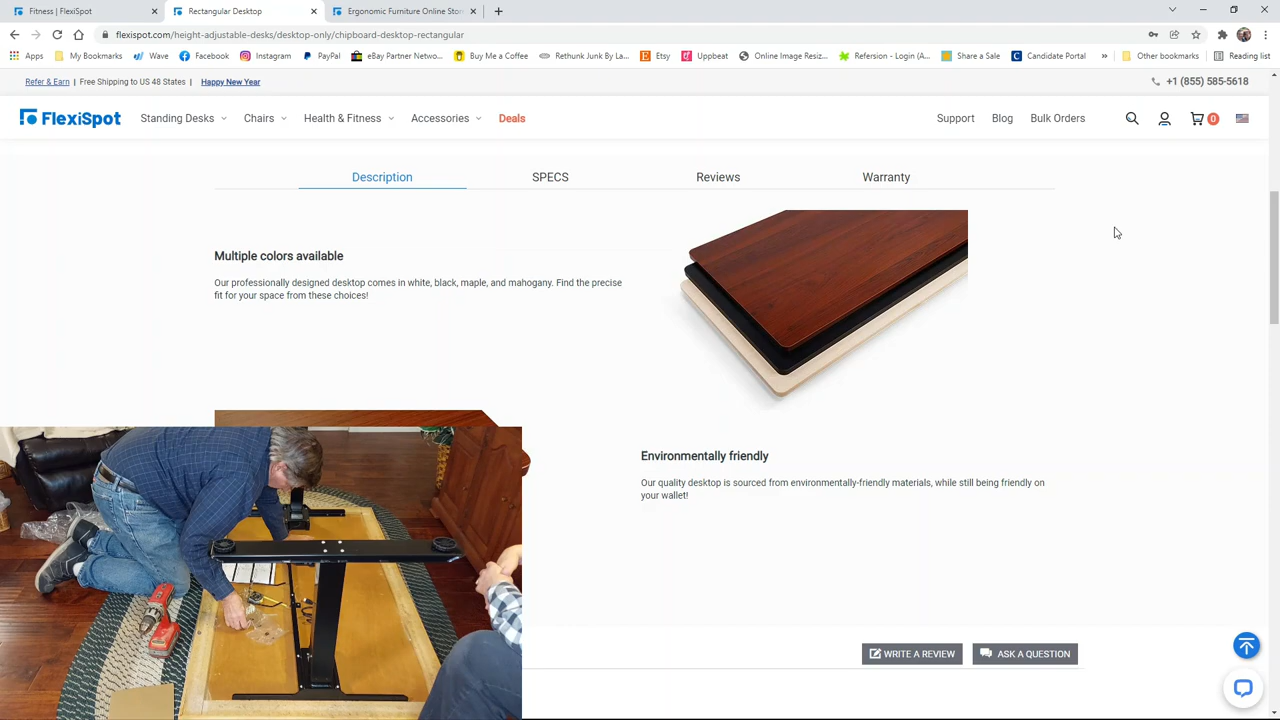 Fitness | FlexiSpot
Rectangular Desktop
Ergonomic Furniture Online Stor
flexispot.com/height-adjustable-desks/desktop-only/chipboard-desktop-rectangular
Apps My Bookmarks Wave Facebook Instagram PayPal eBay Partner Networ... Buy Me a Coffee Rethunk Junk By La... Etsy Uppbeat Online Image Resiz... Refersion - Login (A... Share a Sale Candidate Portal » Other bookmarks Reading list
Refer & Earn | Free Shipping to US 48 States | Happy New Year +1 (855) 585-5618
FlexiSpot Standing Desks Chairs Health & Fitness Accessories Deals Support Blog Bulk Orders 0
Description SPECS Reviews Warranty
Multiple colors available
Our professionally designed desktop comes in white, black, maple, and mahogany. Find the precise
fit for your space from these choices!
Environmentally friendly
Our quality desktop is sourced from environmentally-friendly materials, while still being friendly on
your wallet!
WRITE A REVIEW ASK A QUESTION